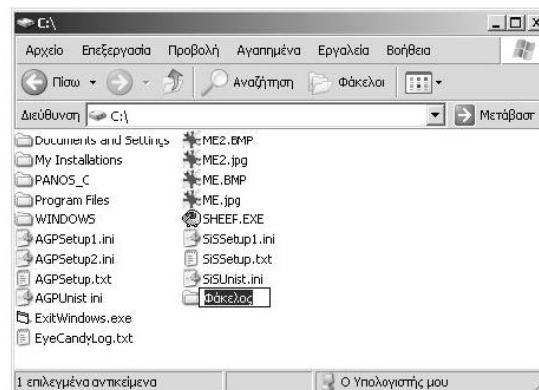 C:\
Αρχείο Επεξεργασία Προβολή Αγαπημένα Εργαλεία Βοήθεια
Πίσω Αναζήτηση Φάκελοι
Διεύθυνση C:\ Μετάβαση
Documents and Settings
My Installations
PANOS_C
Program Files
WINDOWS
AGPSetup1.ini
AGPSetup2.ini
AGPSetup.txt
AGPUnist ini
ExitWindows.exe
EyeCandyLog.txt
ME2.BMP
ME2.jpg
ME.BMP
ME.jpg
SHEEF.EXE
SiSSetup1.ini
SiSSetup.txt
SiSUnist.ini
Φάκελος
1 επιλεγμένα αντικείμενα Ο Υπολογιστής μου